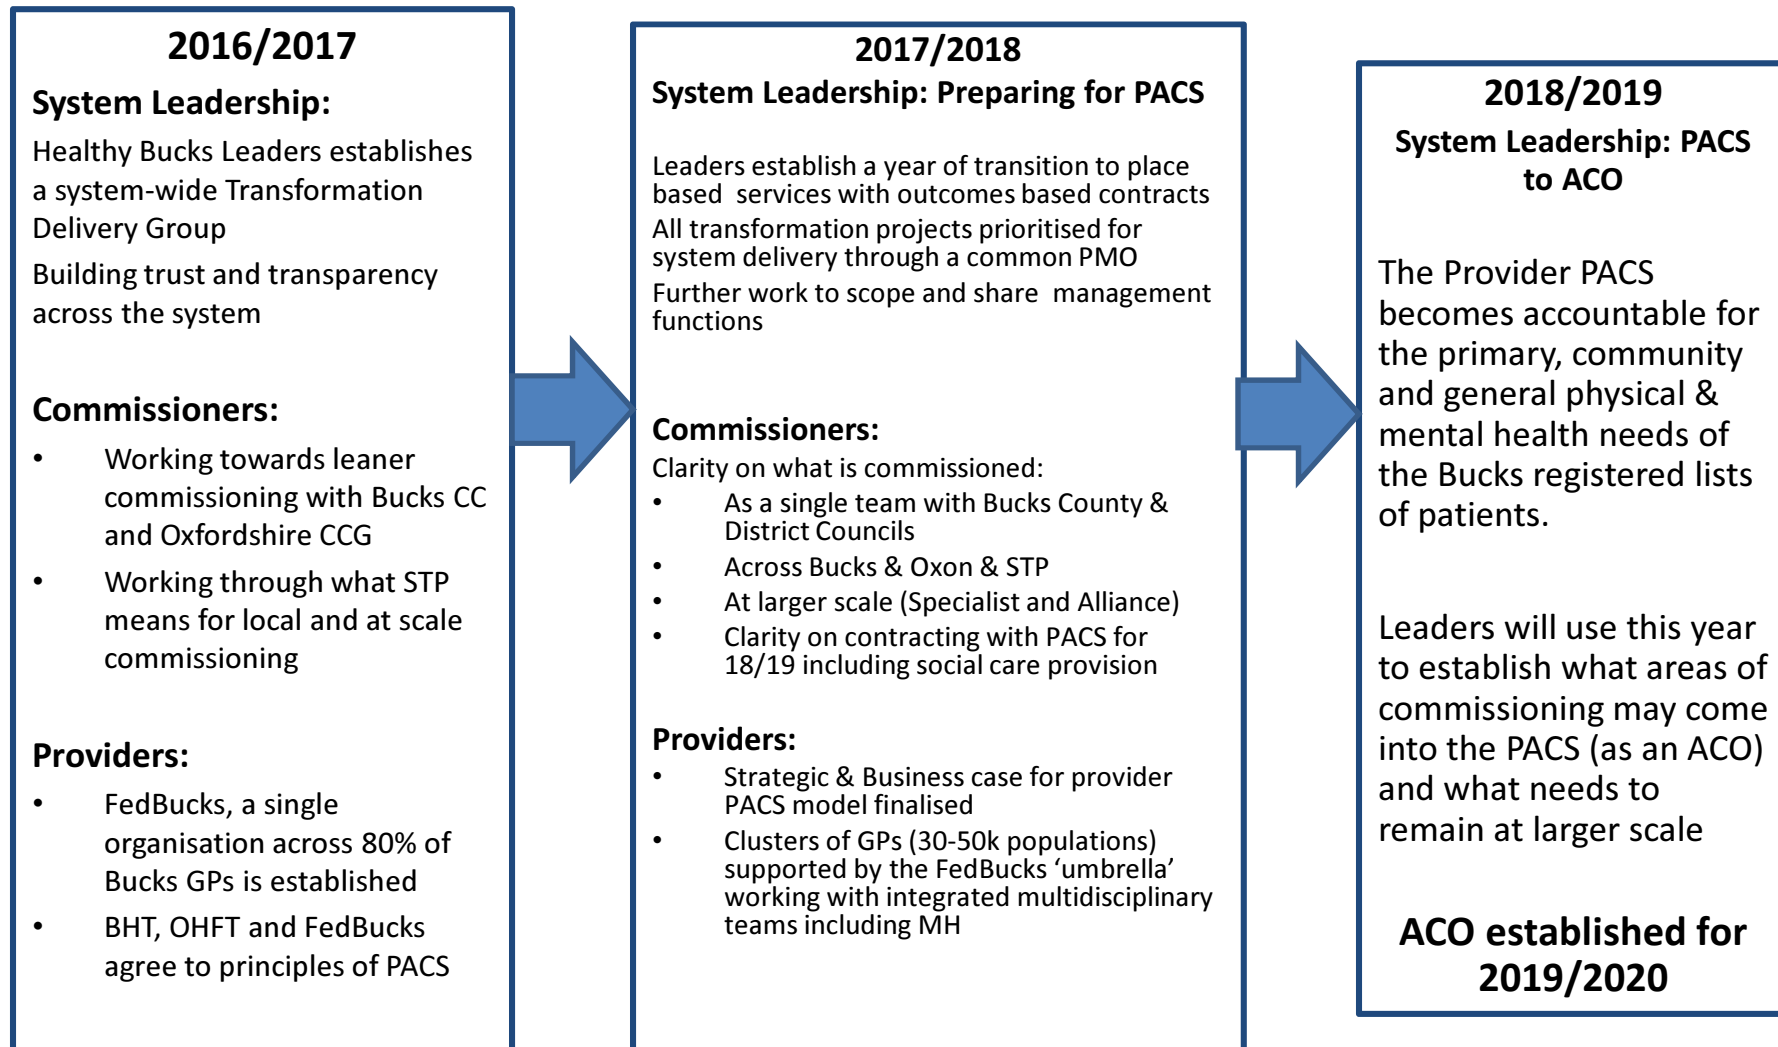 2016/2017
System Leadership:
Healthy Bucks Leaders establishes
a system-wide Transformation
Delivery Group
Building trust and transparency
across the system
Commissioners:
• Working towards leaner
commissioning with Bucks CC
and Oxfordshire CCG
• Working through what STP
means for local and at scale
commissioning
Providers:
• FedBucks, a single
organisation across 80% of
Bucks GPs is established
• BHT, OHFT and FedBucks
agree to principles of PACS
2017/2018
System Leadership: Preparing for PACS
Leaders establish a year of transition to place
based services with outcomes based contracts
All transformation projects prioritised for
system delivery through a common PMO
Further work to scope and share management
functions
Commissioners:
Clarity on what is commissioned:
• As a single team with Bucks County &
District Councils
• Across Bucks & Oxon & STP
• At larger scale (Specialist and Alliance)
• Clarity on contracting with PACS for
18/19 including social care provision
Providers:
• Strategic & Business case for provider
PACS model finalised
• Clusters of GPs (30-50k populations)
supported by the FedBucks ‘umbrella’
working with integrated multidisciplinary
teams including MH
2018/2019
System Leadership: PACS
to ACO
The Provider PACS
becomes accountable for
the primary, community
and general physical &
mental health needs of
the Bucks registered lists
of patients.
Leaders will use this year
to establish what areas of
commissioning may come
into the PACS (as an ACO)
and what needs to
remain at larger scale
ACO established for
2019/2020